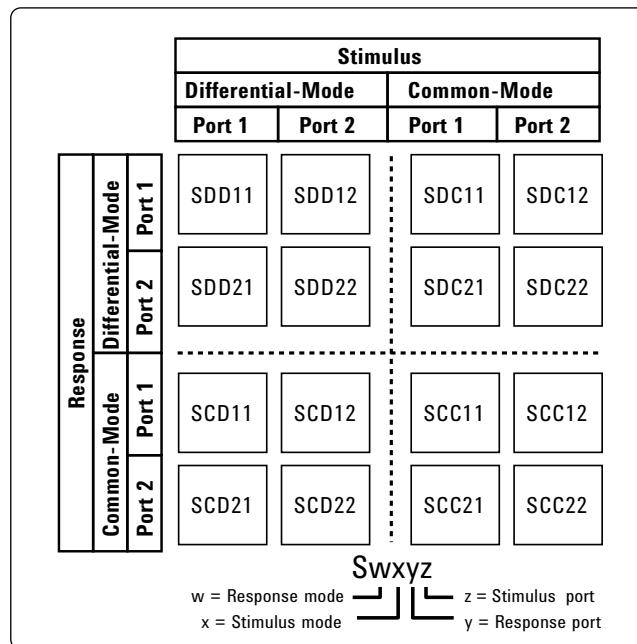 Stimulus
Differential-Mode Common-Mode
Port 1 Port 2 Port 1 Port 2
Response
Differential-Mode
Port 1
SDD11 SDD12 SDC11 SDC12
Port 2
SDD21 SDD22 SDC21 SDC22
Common-Mode
Port 1
SCD11 SCD12 SCC11 SCC12
Port 2
SCD21 SCD22 SCC21 SCC22
Swxyz
w = Response mode z = Stimulus port
x = Stimulus mode y = Response port